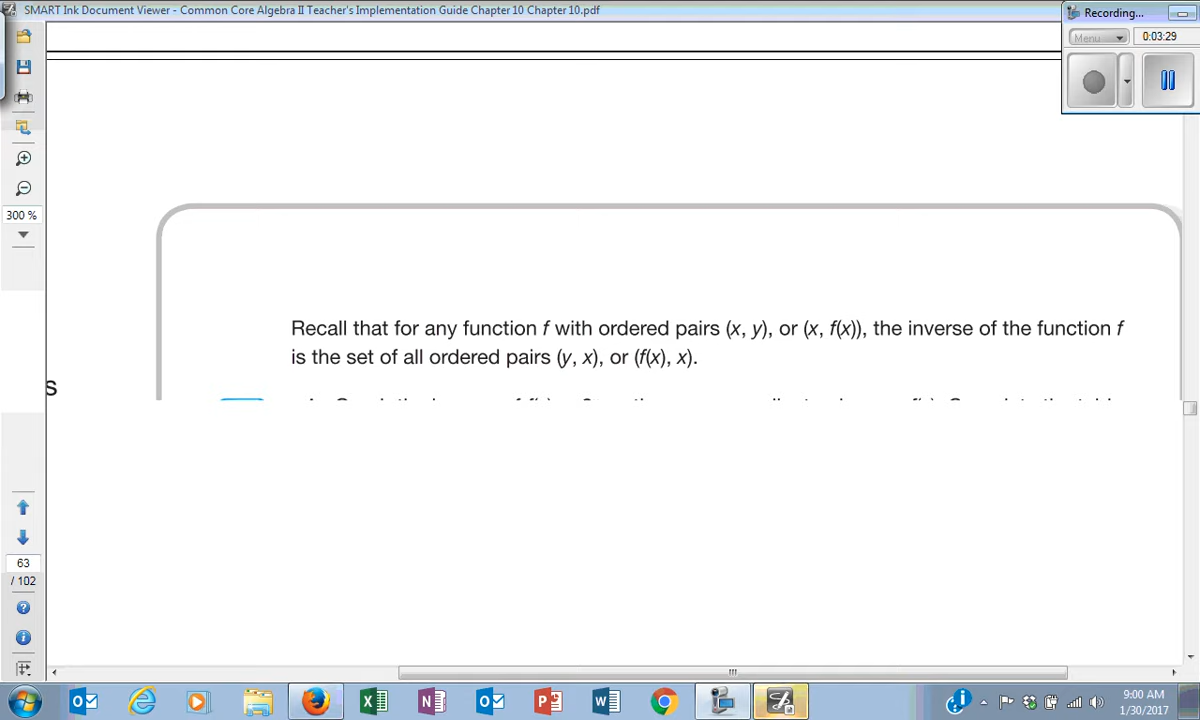 SMART Ink Document Viewer - Common Core Algebra II Teacher's Implementation Guide Chapter 10 Chapter 10.pdf
Recording...
Menu
0:03:29
300 %
Recall that for any function f with ordered pairs (x, y), or (x, f(x)), the inverse of the function f
is the set of all ordered pairs (y, x), or (f(x), x).
s
63
/ 102
9:00 AM
1/30/2017